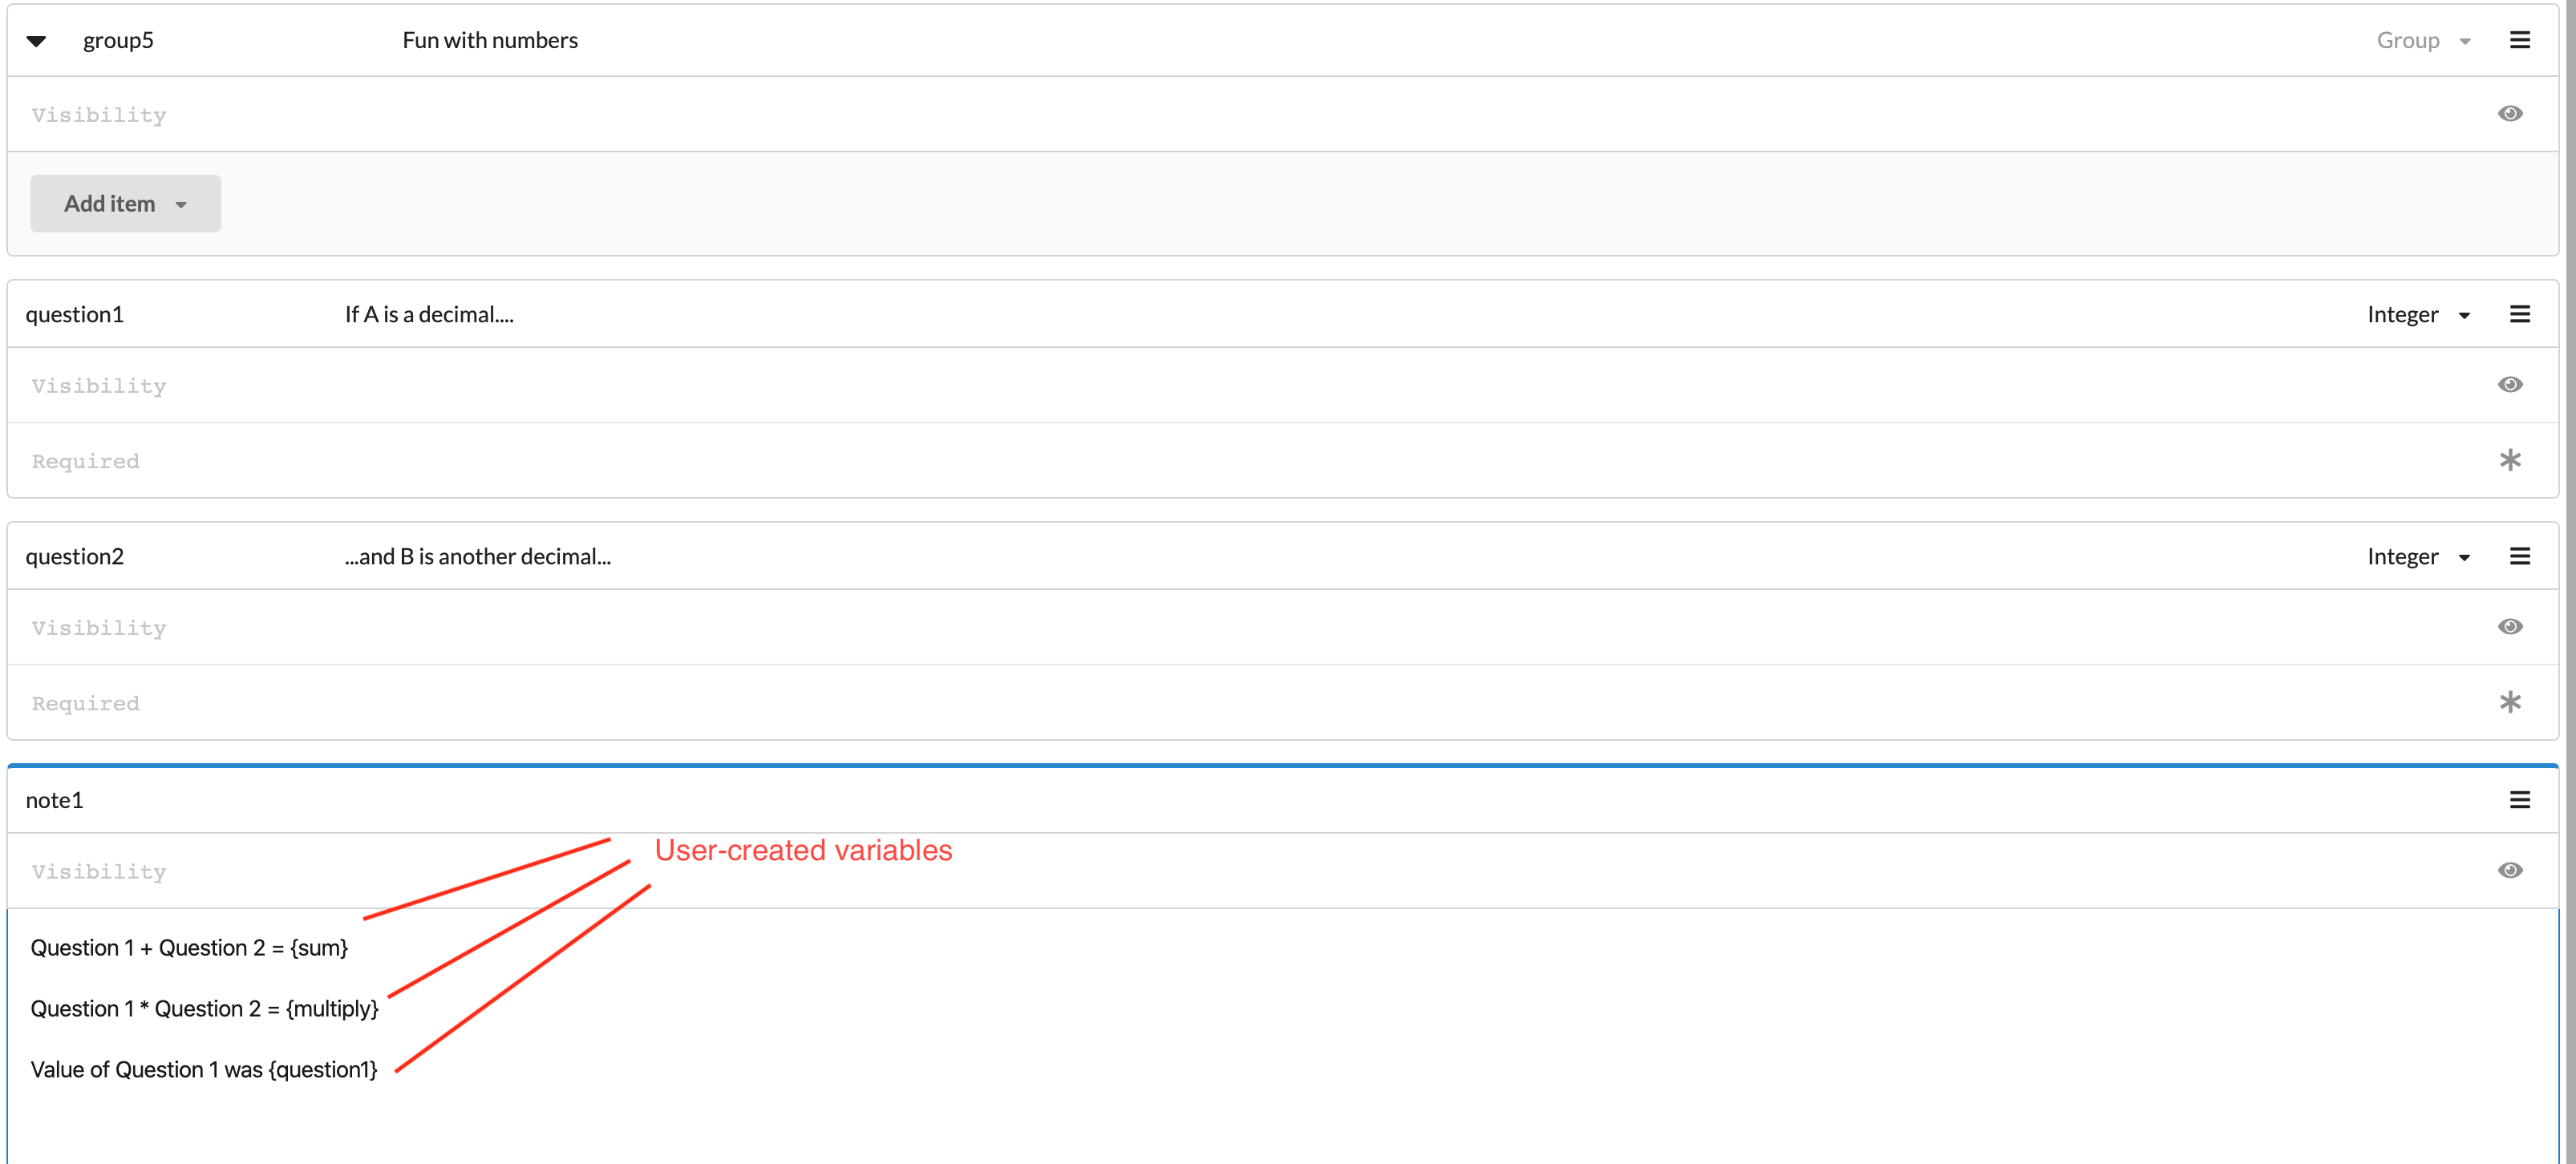 group5 Fun with numbers Group
Visibility
Add item
question1 If A is a decimal.... Integer
Visibility
Required
question2 ...and B is another decimal... Integer
Visibility
Required
note1
User-created variables
Visibility
Question 1 + Question 2 = {sum}
Question 1 * Question 2 = {multiply}
Value of Question 1 was {question1}